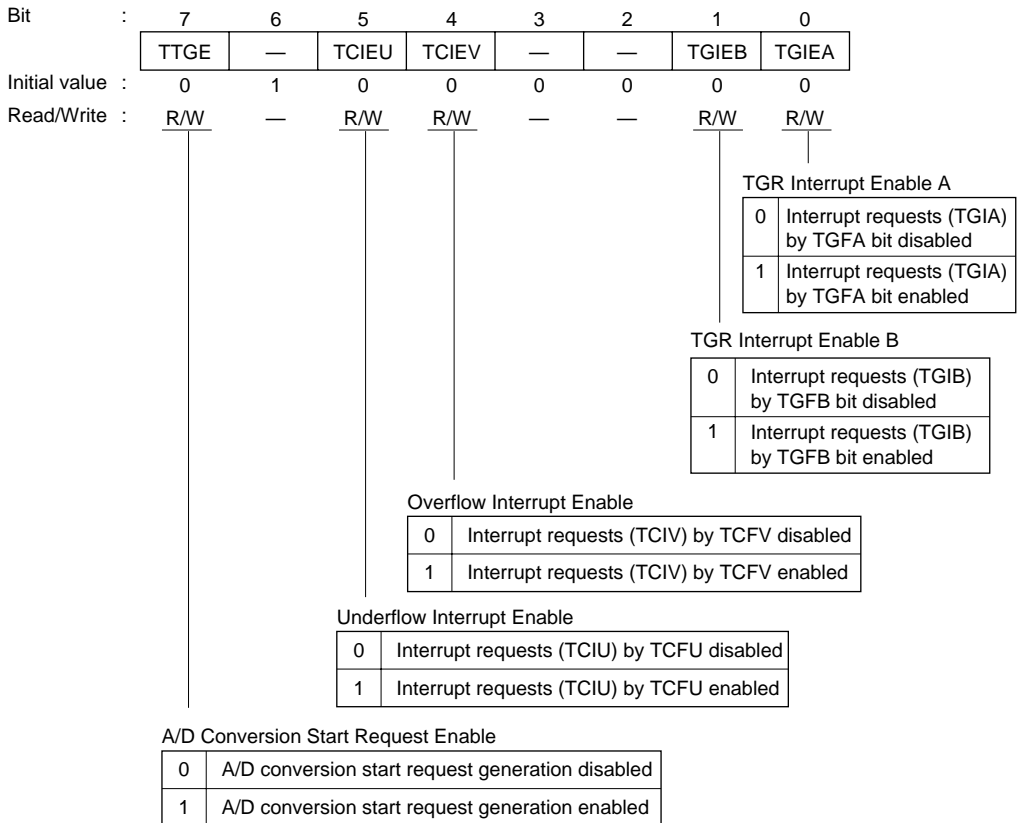 Bit : 7 6 5 4 3 2 1 0
TTGE — TCIEU TCIEV — — TGIEB TGIEA
Initial value : 0 1 0 0 0 0 0 0
Read/Write : R/W — R/W R/W — — R/W R/W
TGR Interrupt Enable A
0 Interrupt requests (TGIA)
by TGFA bit disabled
1 Interrupt requests (TGIA)
by TGFA bit enabled
TGR Interrupt Enable B
0 Interrupt requests (TGIB)
by TGFB bit disabled
1 Interrupt requests (TGIB)
by TGFB bit enabled
Overflow Interrupt Enable
0 Interrupt requests (TCIV) by TCFV disabled
1 Interrupt requests (TCIV) by TCFV enabled
Underflow Interrupt Enable
0 Interrupt requests (TCIU) by TCFU disabled
1 Interrupt requests (TCIU) by TCFU enabled
A/D Conversion Start Request Enable
0 A/D conversion start request generation disabled
1 A/D conversion start request generation enabled